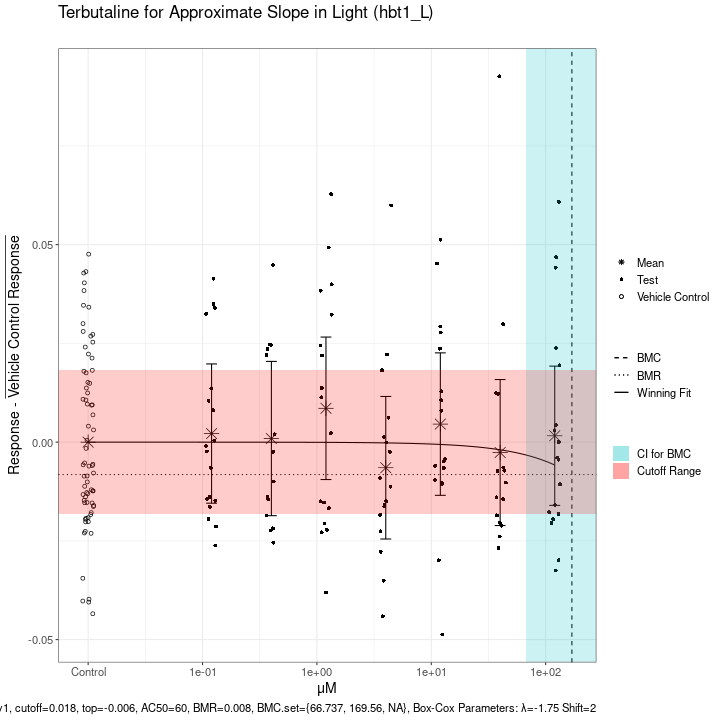 Terbutaline for Approximate Slope in Light (hbt1_L)
Response - Vehicle Control Response
0.05
0.00
-0.05
Control
1e-01
1e+00
1e+01
1e+02
μM
Mean
Test
Vehicle Control
BMC
BMR
Winning Fit
CI for BMC
Cutoff Range
cutoff=0.018, top=-0.006, AC50=60, BMR=0.008, BMC.set={66.737, 169.56, NA}, Box-Cox Parameters: λ=-1.75 Shift=2